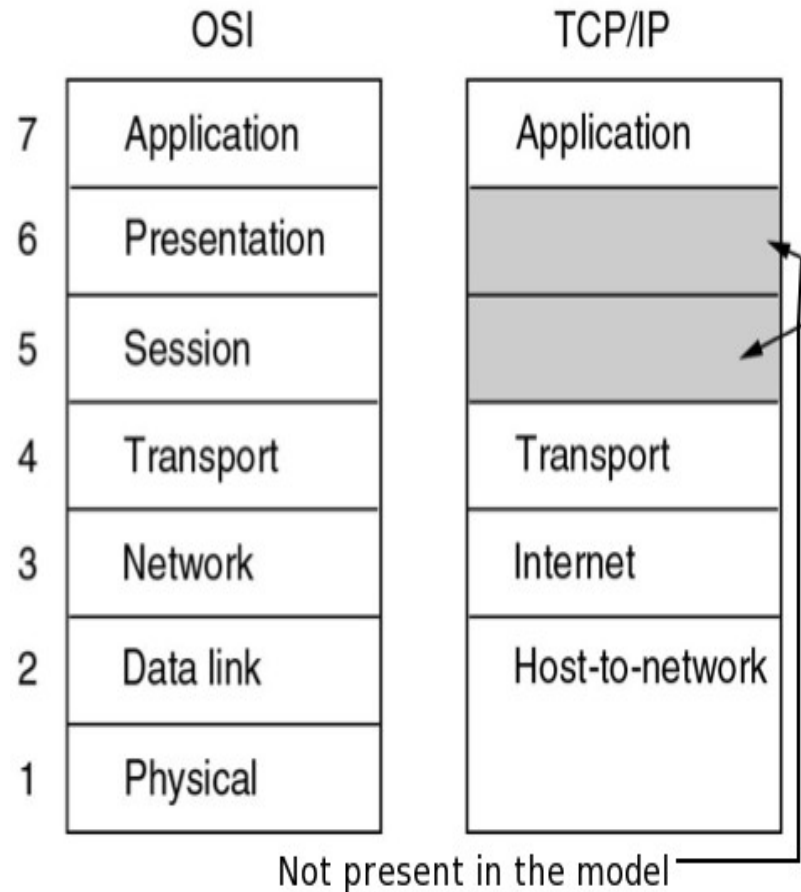 OSI TCP/IP
7 Application Application
6 Presentation
5 Session
4 Transport Transport
3 Network Internet
2 Data link Host-to-network
1 Physical
Not present in the model